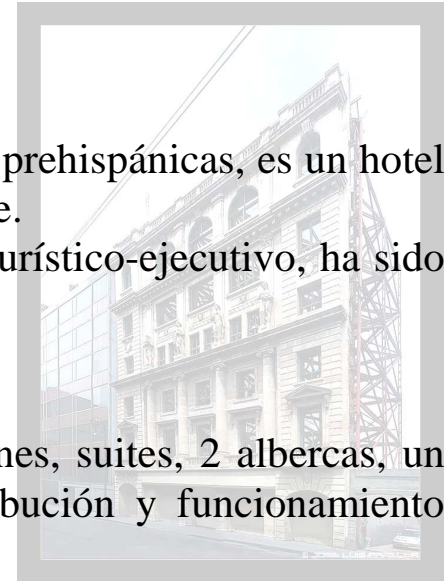 prehispánicas, es un hotel
e.
urístico-ejecutivo, ha sido
nes, suites, 2 albercas, un
bución y funcionamiento